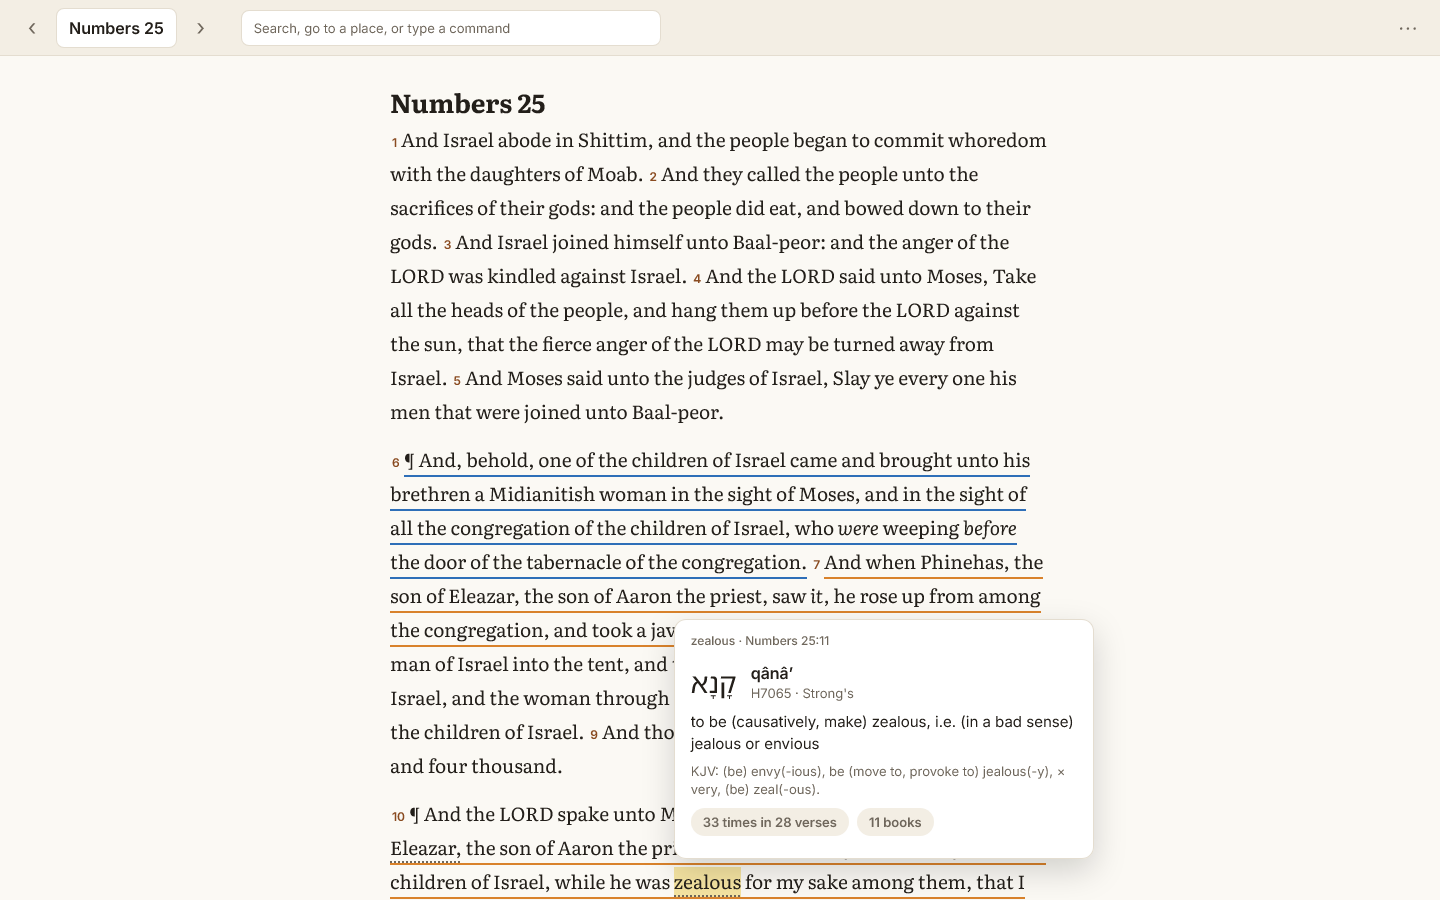 Numbers 25
Search, go to a place, or type a command
Numbers 25
1 And Israel abode in Shittim, and the people began to commit whoredom
with the daughters of Moab. 2 And they called the people unto the
sacrifices of their gods: and the people did eat, and bowed down to their
gods. 3 And Israel joined himself unto Baal-peor: and the anger of the
LORD was kindled against Israel. 4 And the LORD said unto Moses, Take
all the heads of the people, and hang them up before the LORD against
the sun, that the fierce anger of the LORD may be turned away from
Israel. 5 And Moses said unto the judges of Israel, Slay ye every one his
men that were joined unto Baal-peor.
6 ¶ And, behold, one of the children of Israel came and brought unto his
brethren a Midianitish woman in the sight of Moses, and in the sight of
all the congregation of the children of Israel, who were weeping before
the door of the tabernacle of the congregation. 7 And when Phinehas, the
son of Eleazar, the son of Aaron the priest, saw it, he rose up from among
the congregation, and took a jav
man of Israel into the tent, and
Israel, and the woman through
the children of Israel. 9 And tho
and four thousand.
10 ¶ And the LORD spake unto M
Eleazar, the son of Aaron the pri
children of Israel, while he was zealous for my sake among them, that I
zealous · Numbers 25:11
קָנָא
qânâʼ
H7065 · Strong's
to be (causatively, make) zealous, i.e. (in a bad sense)
jealous or envious
KJV: (be) envy(-ious), be (move to, provoke to) jealous(-y), ×
very, (be) zeal(-ous).
33 times in 28 verses
11 books